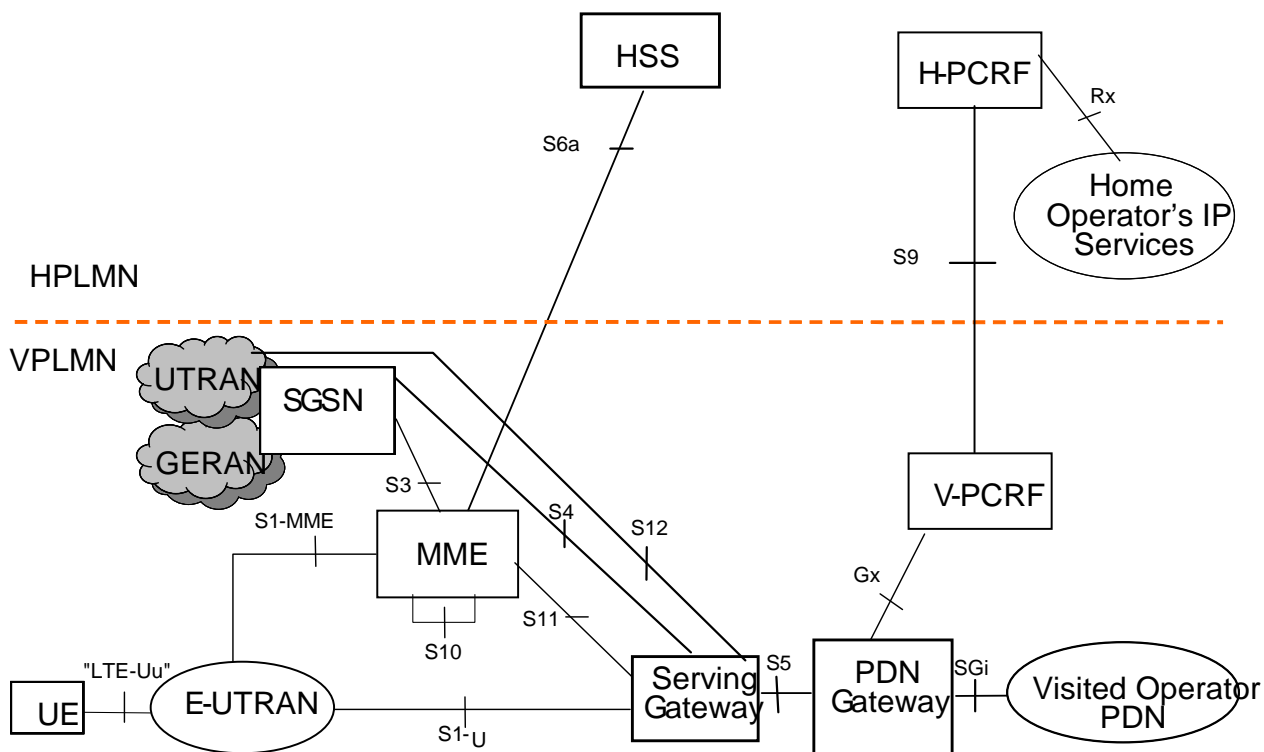 HSS
H-PCRF
Rx
S6a
Home
Operator's IP
Services
S9
HPLMN
VPLMN
UTRAN
SGSN
GERAN
S3
V-PCRF
S1-MME
S4
S12
MME
Gx
S11
S10
"LTE-Uu"
S5
SGi
UE
E-UTRAN
Serving
Gateway
PDN
Gateway
Visited Operator
PDN
S1-U